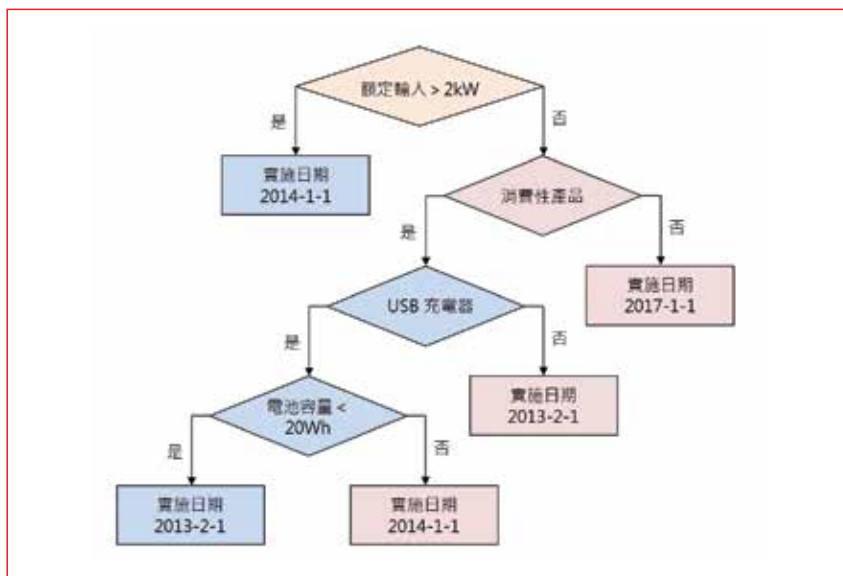 額定輸入 > 2kW
是
否
實施日期
2014-1-1
消費性產品
是
否
USB 充電器
實施日期
2017-1-1
是
否
電池容量 <
20Wh
實施日期
2013-2-1
是
否
實施日期
2013-2-1
實施日期
2014-1-1